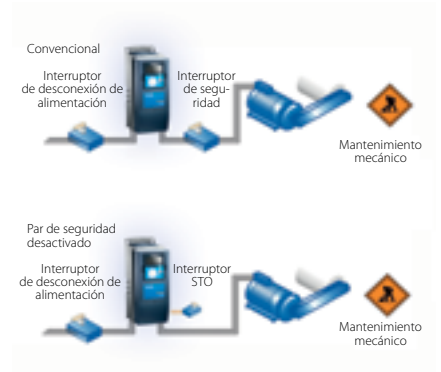 Convencional
Interruptor
de desconexión de
alimentación
Interruptor
de segu-
ridad
Mantenimiento
mecánico
Par de seguridad
desactivado
Interruptor
de desconexión de
alimentación
Interruptor
STO
Mantenimiento
mecánico